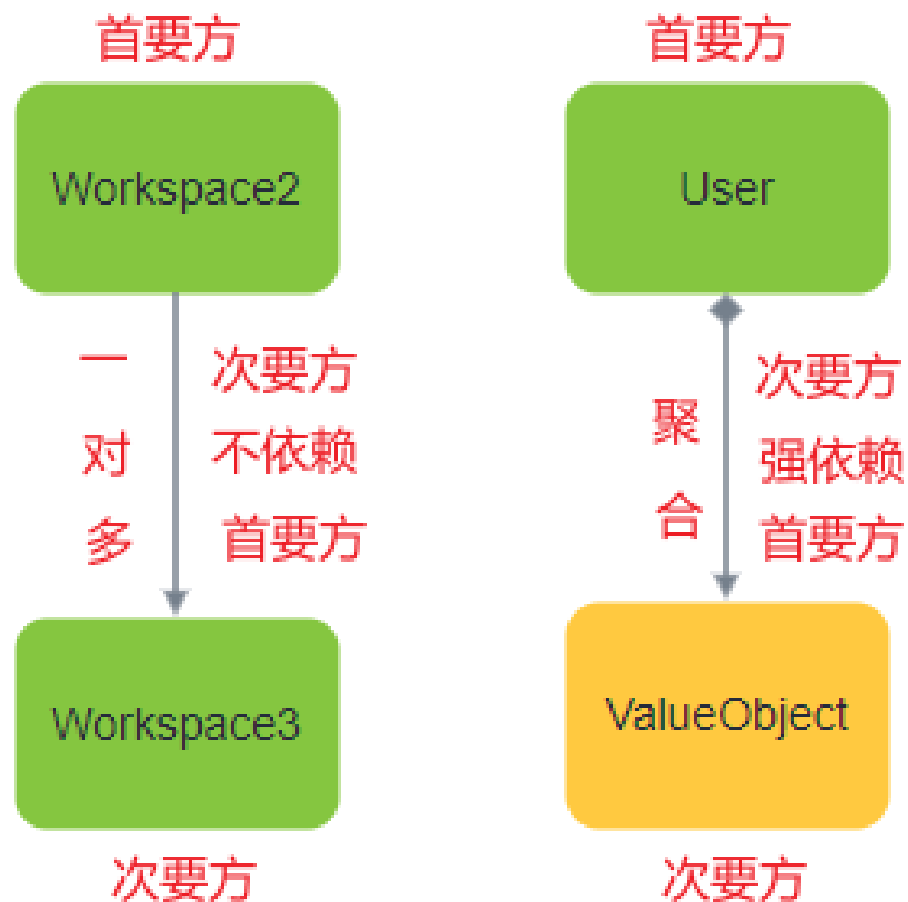 首要方
Workspace2
一
对
多
次要方
不依赖
首要方
Workspace3
次要方
首要方
User
聚
合
次要方
强依赖
首要方
ValueObject
次要方